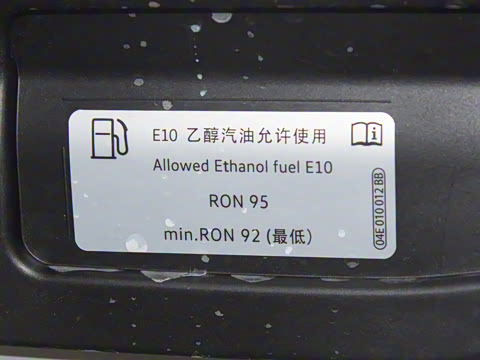 E10 乙醇汽油允许使用
Allowed Ethanol fuel E10
RON 95
min.RON 92 (最低)
04E 010 012 BB